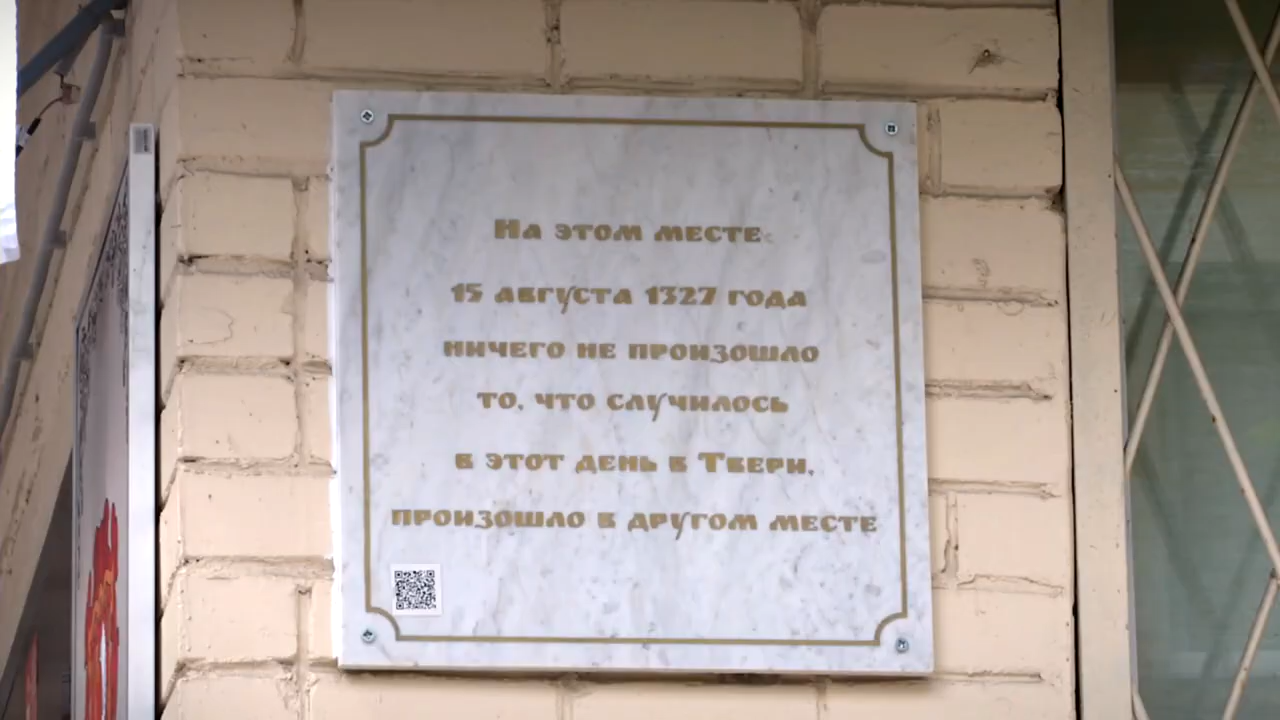 На этом месте
15 августа 1327 года
ничего не произошло
то, что случилось
в этот день в Твери,
произошло в другом месте